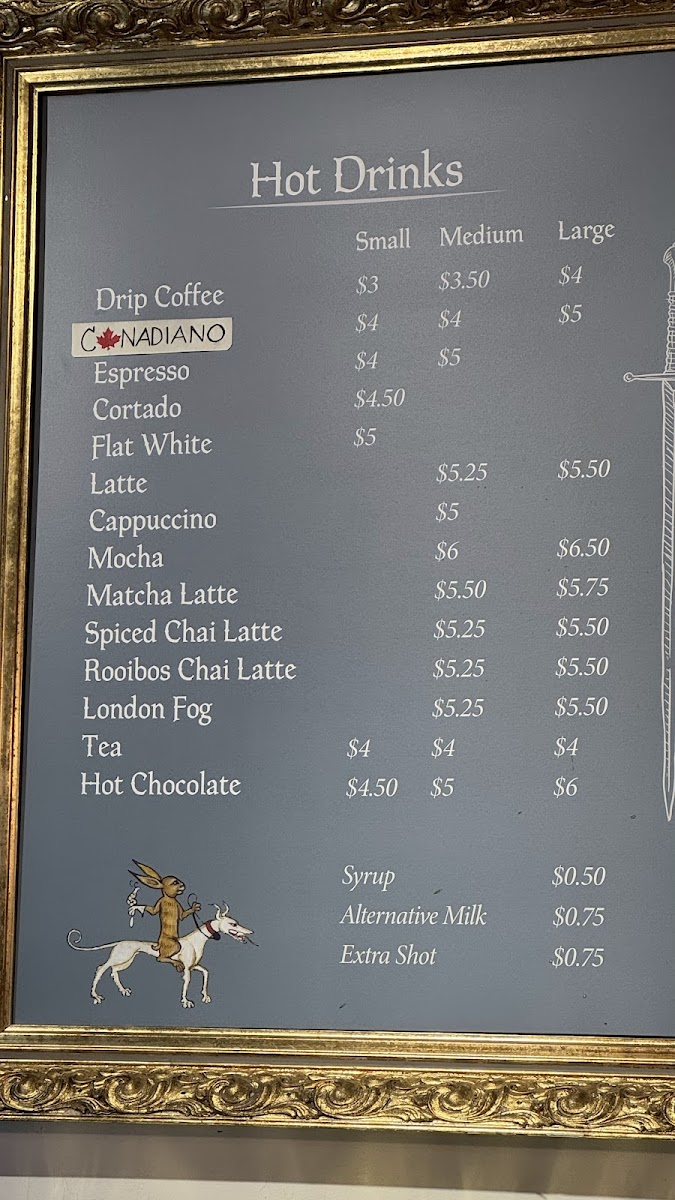 Hot Drinks
Small Medium Large
Drip Coffee $3 $3.50 $4
C🍁NADIANO $4 $4 $5
Espresso $4 $5
Cortado $4.50
Flat White $5
Latte $5.25 $5.50
Cappuccino $5
Mocha $6 $6.50
Matcha Latte $5.50 $5.75
Spiced Chai Latte $5.25 $5.50
Rooibos Chai Latte $5.25 $5.50
London Fog $5.25 $5.50
Tea $4 $4 $4
Hot Chocolate $4.50 $5 $6
Syrup $0.50
Alternative Milk $0.75
Extra Shot $0.75